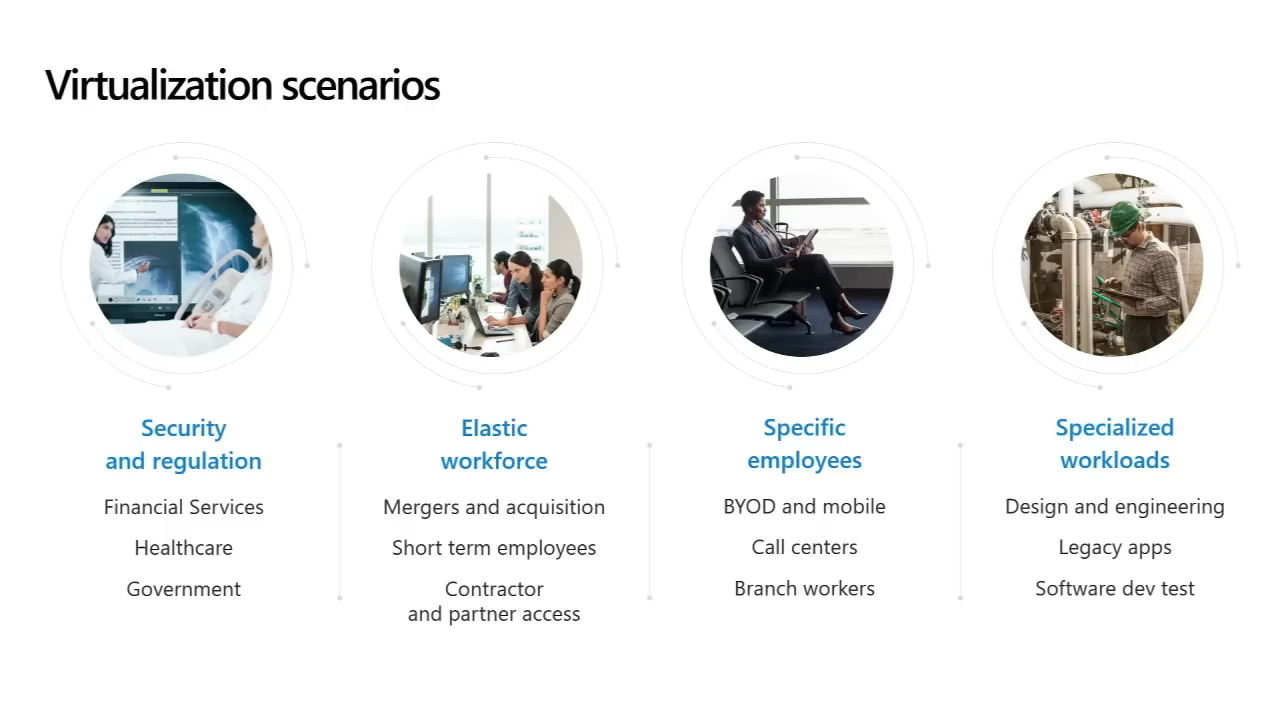 Virtualization scenarios
Security
and regulation
Financial Services
Healthcare
Government
Elastic
workforce
Mergers and acquisition
Short term employees
Contractor
and partner access
Specific
employees
BYOD and mobile
Call centers
Branch workers
Specialized
workloads
Design and engineering
Legacy apps
Software dev test